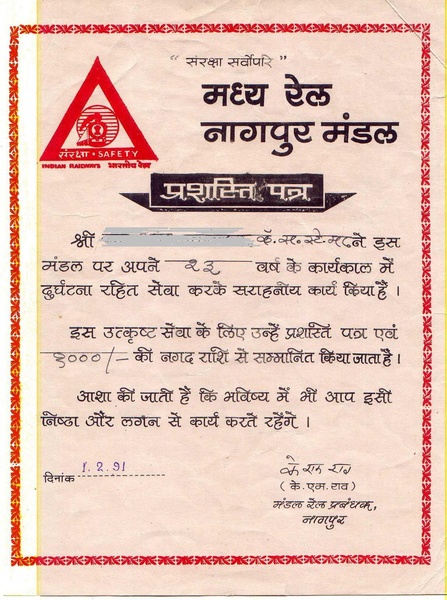 " संरक्षा सर्वोपरि "
मध्य रेल
नागपुर मंडल
संरक्षा • SAFETY
INDIAN RAILWAYS भारतीय रेल
प्रशस्ति पत्र
श्री ने इस
मंडल पर अपने २३ वर्ष के कार्यकाल में
दुर्घटना रहित सेवा करके सराहनीय कार्य किया है ।
इस उत्कृष्ट सेवा के लिए उन्हें प्रशस्ति पत्र एवं
१०००/- की नगद राशि से सम्मानित किया जाता है ।
आशा की जाती है कि भविष्य में भी आप इसी
निष्ठा और लगन से कार्य करते रहेंगे ।
दिनांक 1.2.91
के एम राव
(के. एम. राव)
मंडल रेल प्रबंधक,
नागपुर